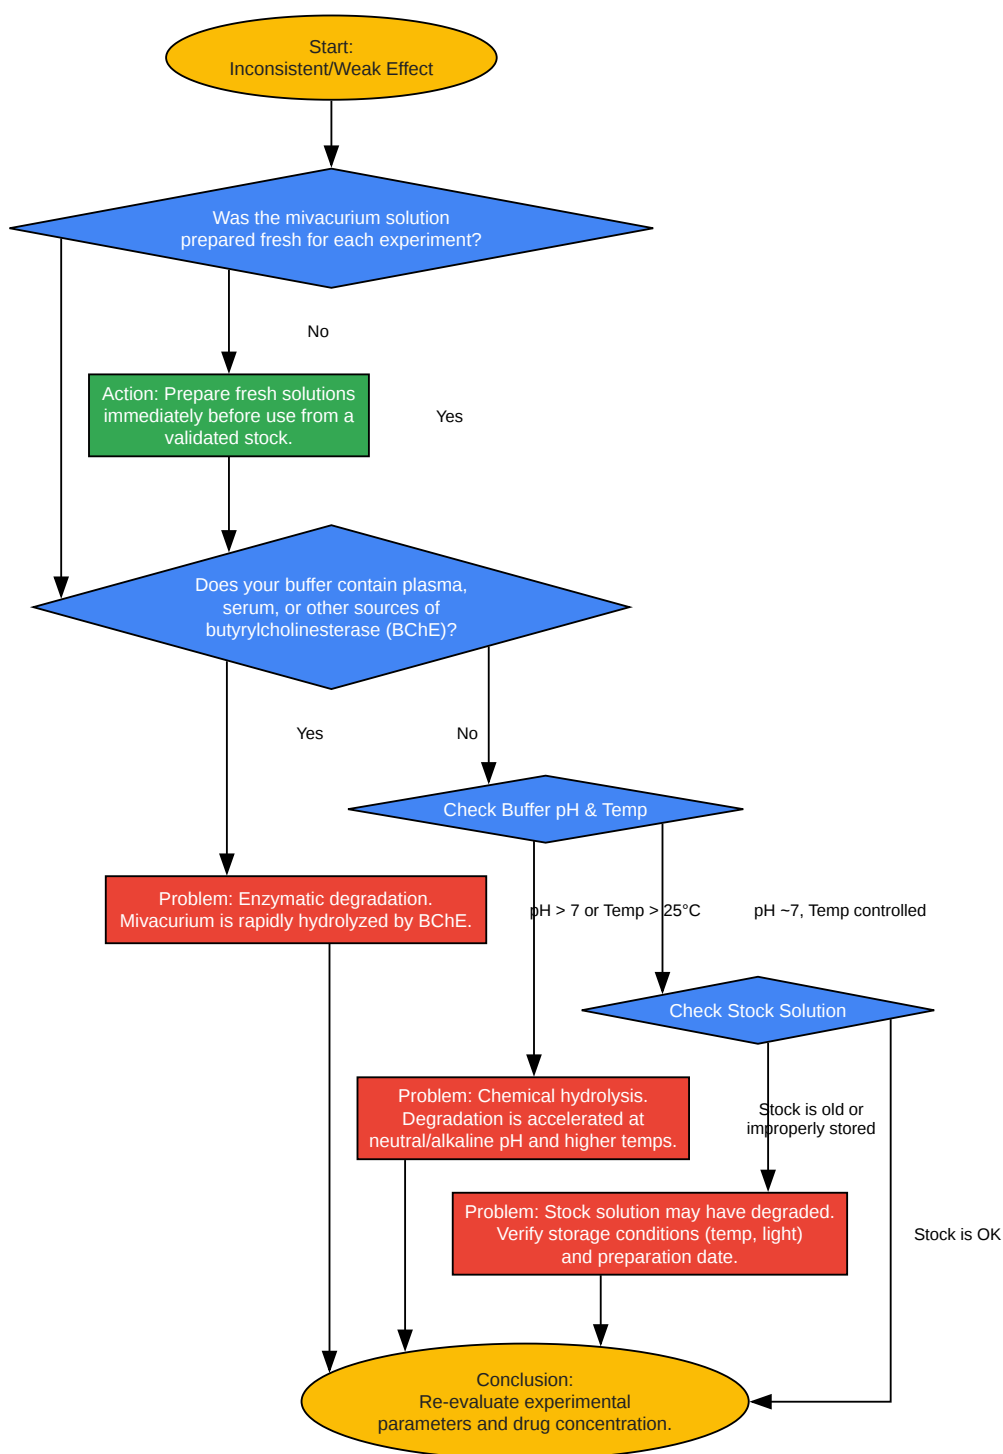 Start:
Inconsistent/Weak Effect
Was the mivacurium solution
prepared fresh for each experiment?
No
Action: Prepare fresh solutions
immediately before use from a
validated stock.
Yes
Does your buffer contain plasma,
serum, or other sources of
butyrylcholinesterase (BChE)?
Yes
No
Check Buffer pH & Temp
Problem: Enzymatic degradation.
Mivacurium is rapidly hydrolyzed by BChE.
pH > 7 or Temp > 25°C
pH ~7, Temp controlled
Check Stock Solution
Problem: Chemical hydrolysis.
Degradation is accelerated at
neutral/alkaline pH and higher temps.
Stock is old or
improperly stored
Problem: Stock solution may have degraded.
Verify storage conditions (temp, light)
and preparation date.
Stock is OK
Conclusion:
Re-evaluate experimental
parameters and drug concentration.